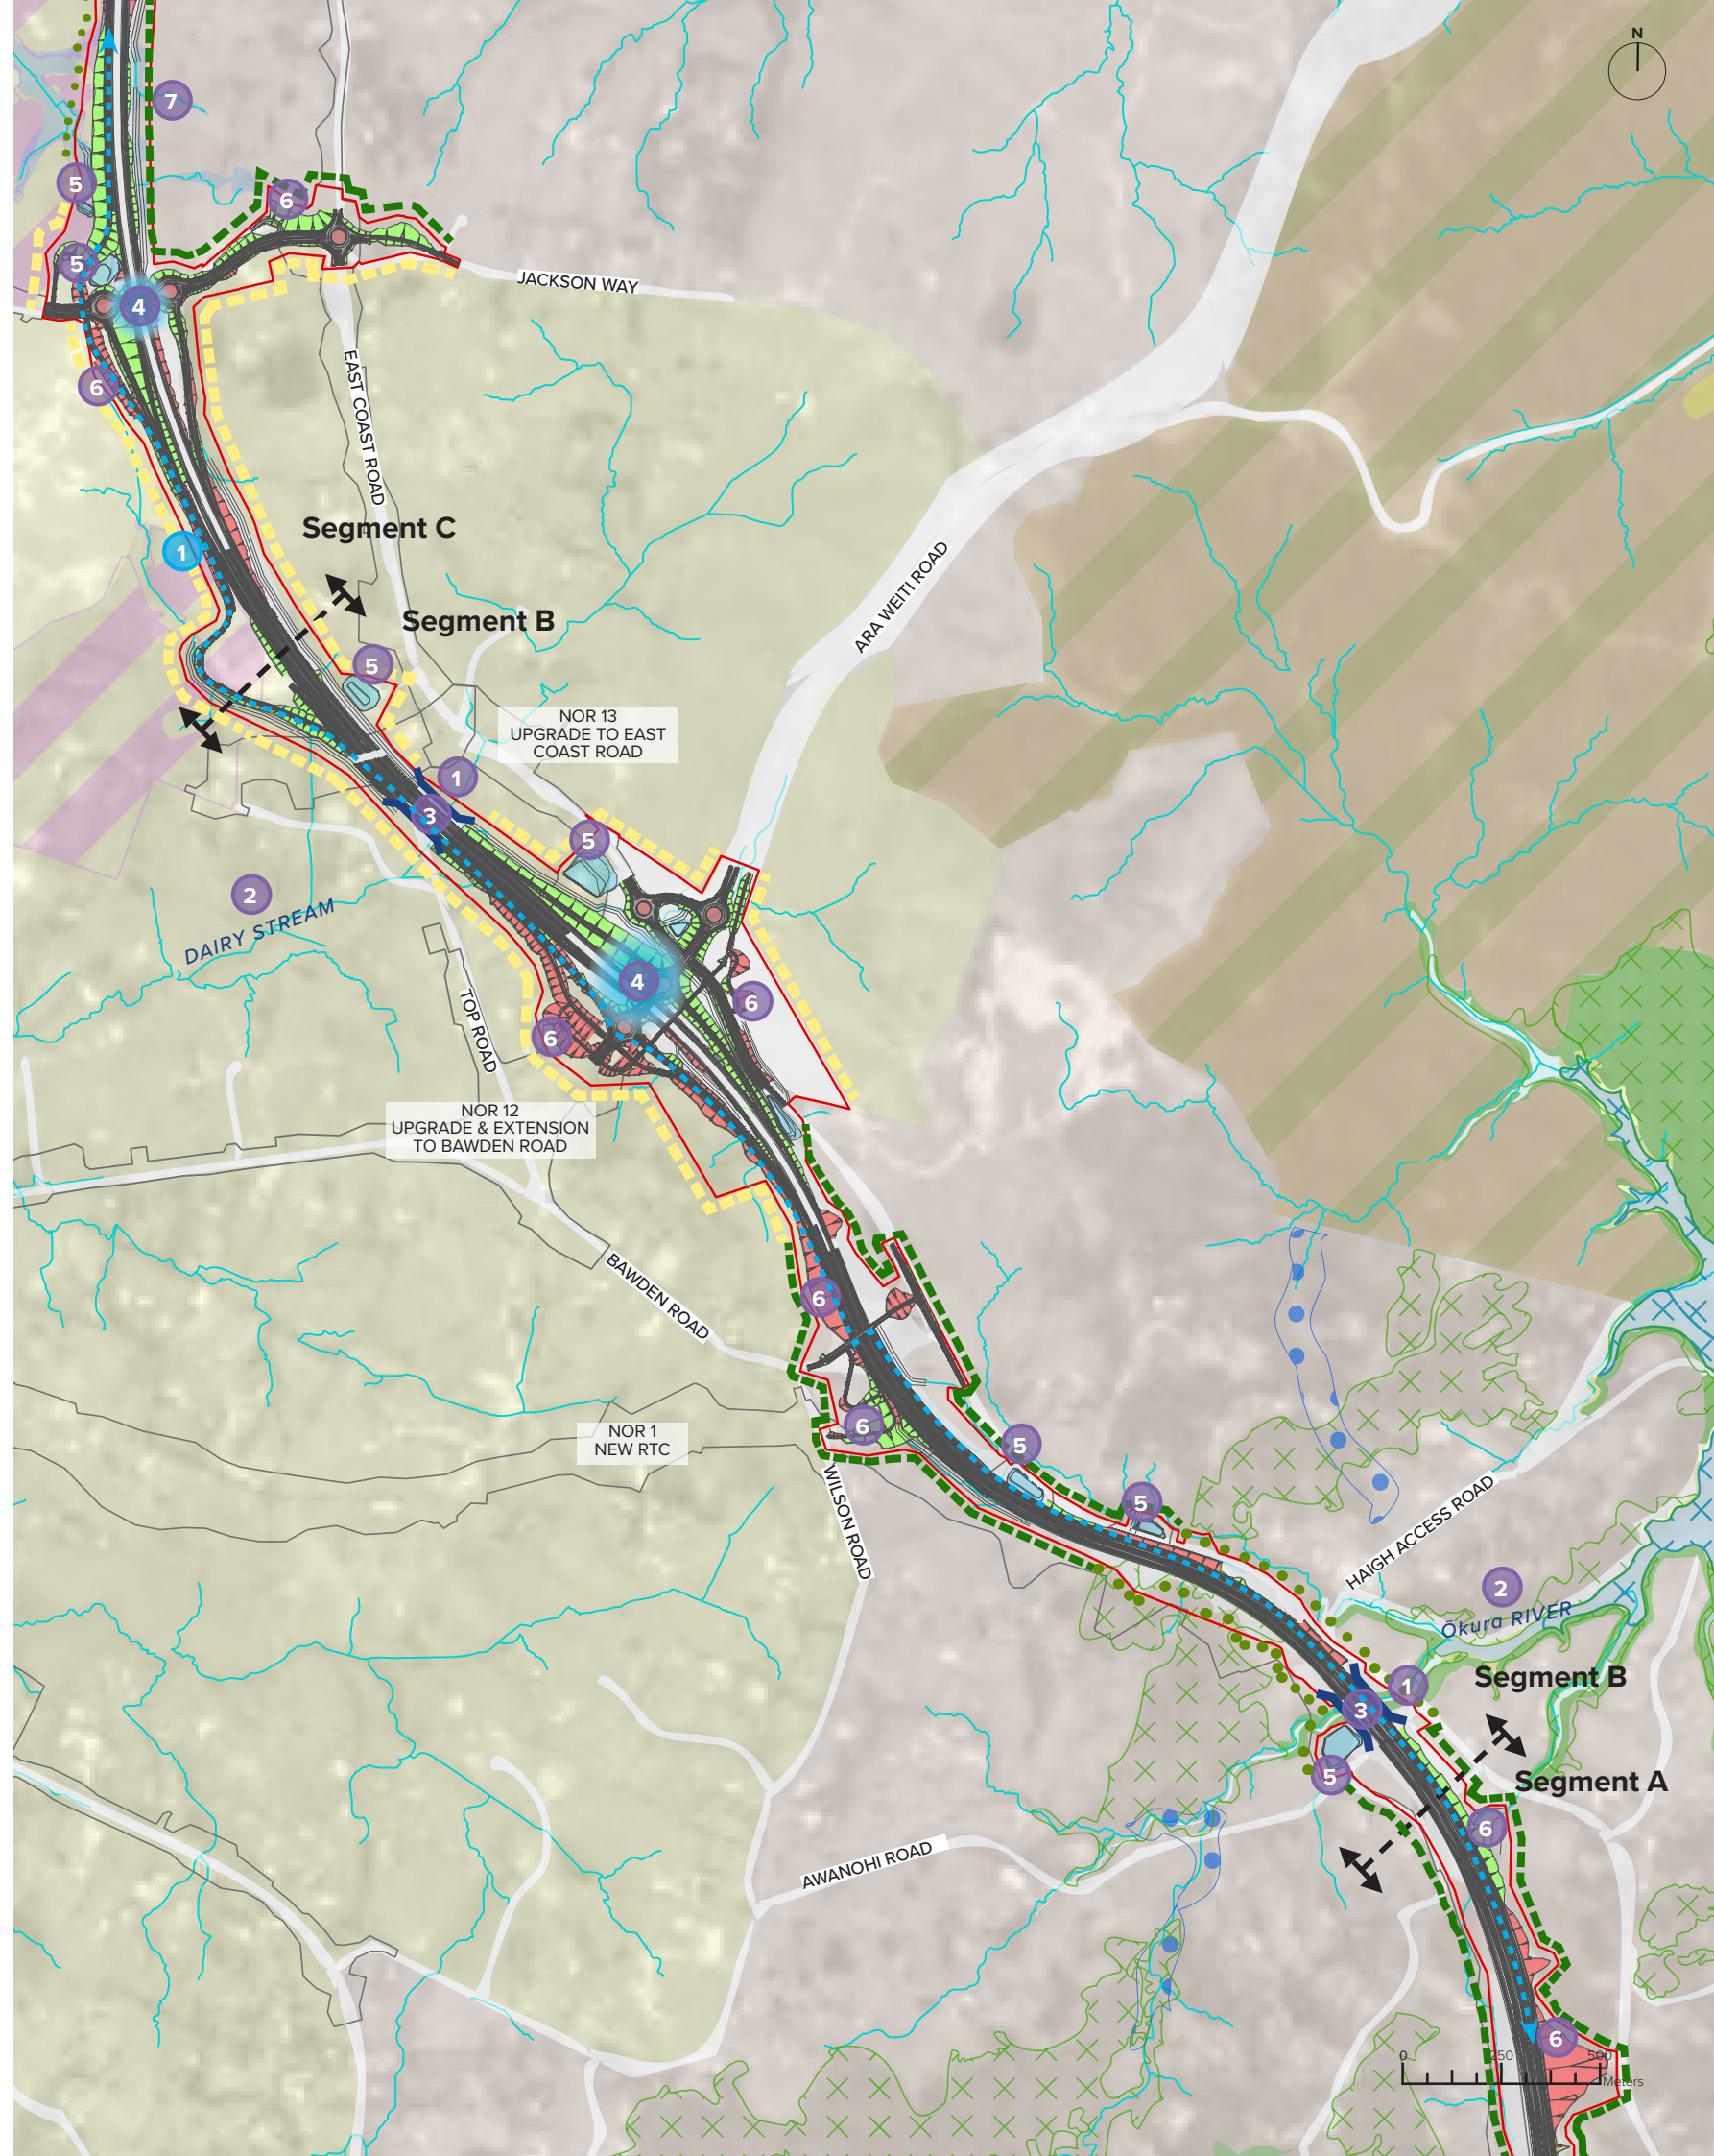 N
7
5
6
5
JACKSON WAY
4
EAST COAST ROAD
6
Segment C
1
ARA WEITI ROAD
Segment B
5
NOR 13
UPGRADE TO EAST
COAST ROAD
1
3
5
2
DAIRY STREAM
4
6
TOP ROAD
6
NOR 12
UPGRADE & EXTENSION
TO BAWDEN ROAD
BAWDEN ROAD
6
NOR 1
NEW RTC
6
5
WILSON ROAD
5
HAIGH ACCESS ROAD
2
Ōkura RIVER
Segment B
1
3
5
Segment A
6
AWANOHI ROAD
6
0 250 500
Meters